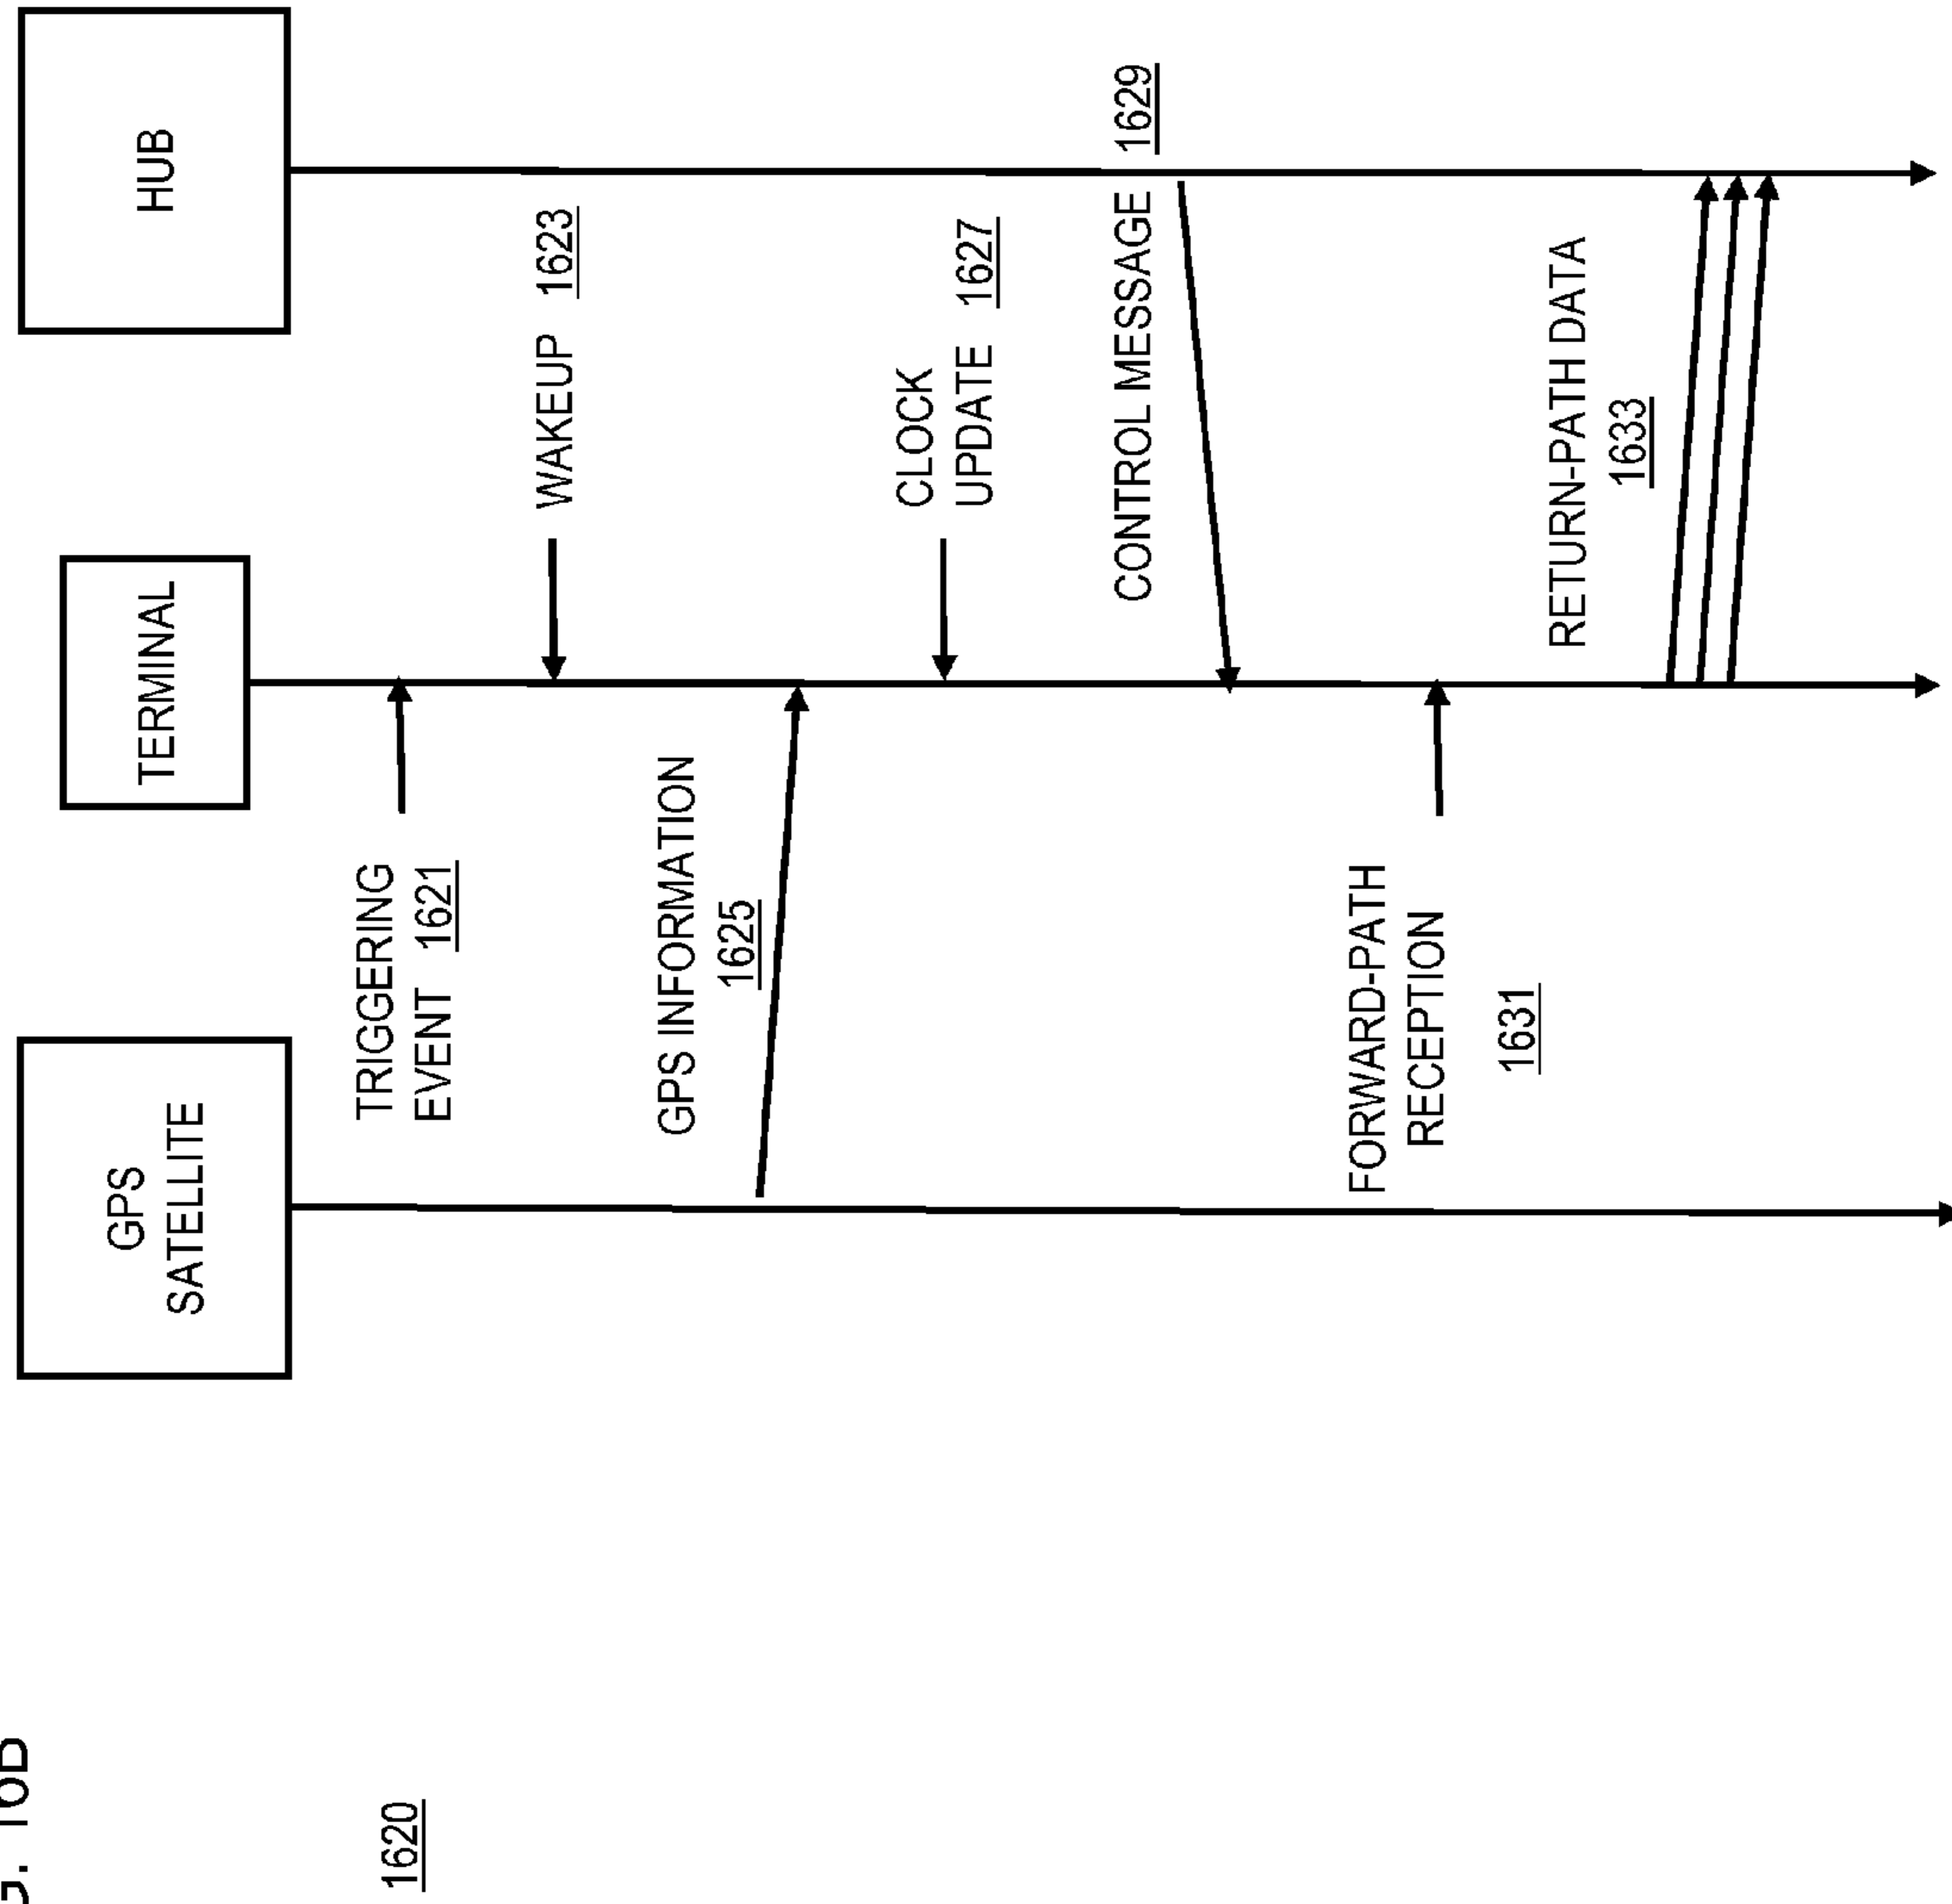 GPS
SATELLITE
TERMINAL
HUB
1620
TRIGGERING
EVENT 1621
WAKEUP 1623
GPS INFORMATION
1625
CLOCK
UPDATE 1627
CONTROL MESSAGE 1629
FORWARD-PATH
RECEPTION
1631
RETURN-PATH DATA
1633